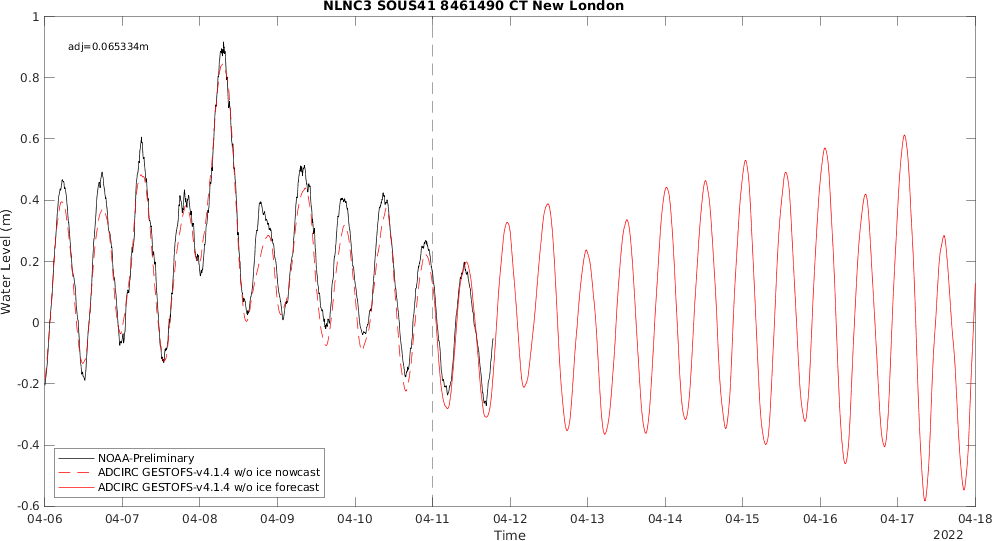 NLNC3 SOUS41 8461490 CT New London
adj=0.065334m
Water Level (m)
1
0.8
0.6
0.4
0.2
0
-0.2
-0.4
-0.6
NOAA-Preliminary
ADCIRC GESTOFS-v4.1.4 w/o ice nowcast
ADCIRC GESTOFS-v4.1.4 w/o ice forecast
04-06 04-07 04-08 04-09 04-10 04-11 04-12 04-13 04-14 04-15 04-16 04-17 04-18
Time
2022